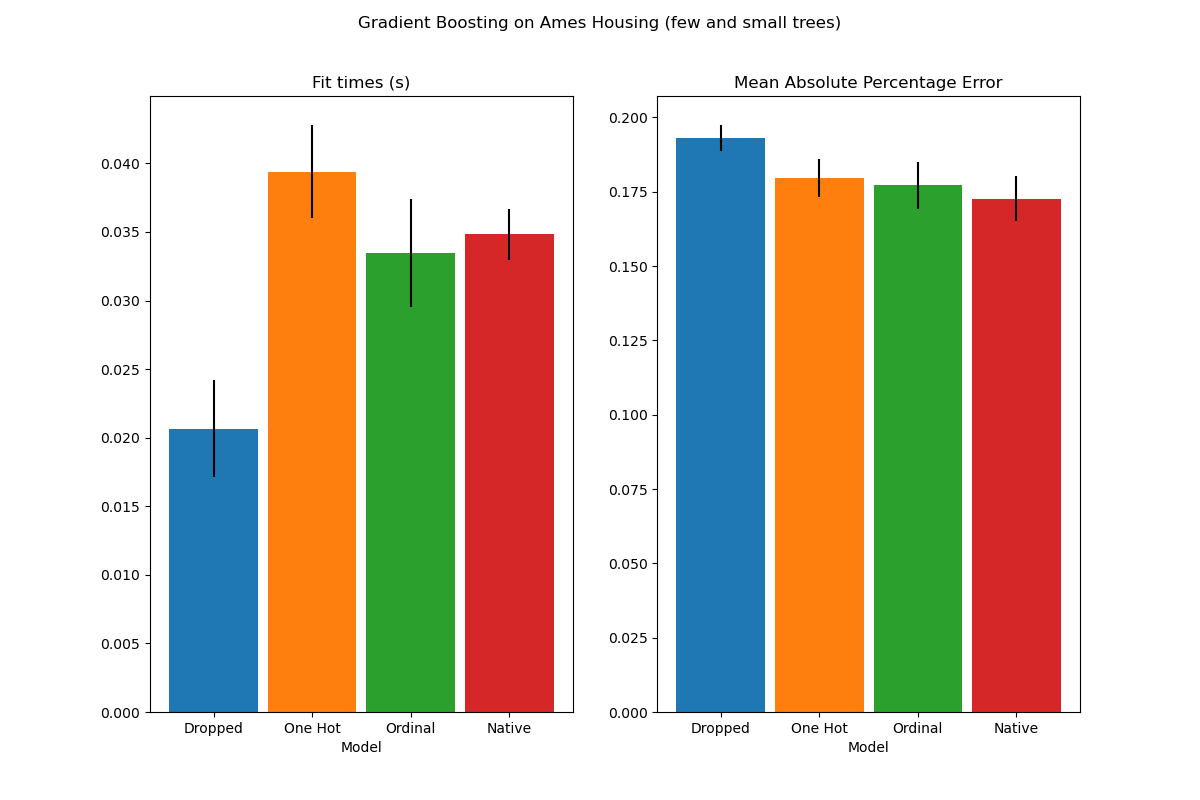 Gradient Boosting on Ames Housing (few and small trees)
Fit times (s)
0.040
0.035
0.030
0.025
0.020
0.015
0.010
0.005
0.000
Dropped One Hot Ordinal Native
Model
Mean Absolute Percentage Error
0.200
0.175
0.150
0.125
0.100
0.075
0.050
0.025
0.000
Dropped One Hot Ordinal Native
Model